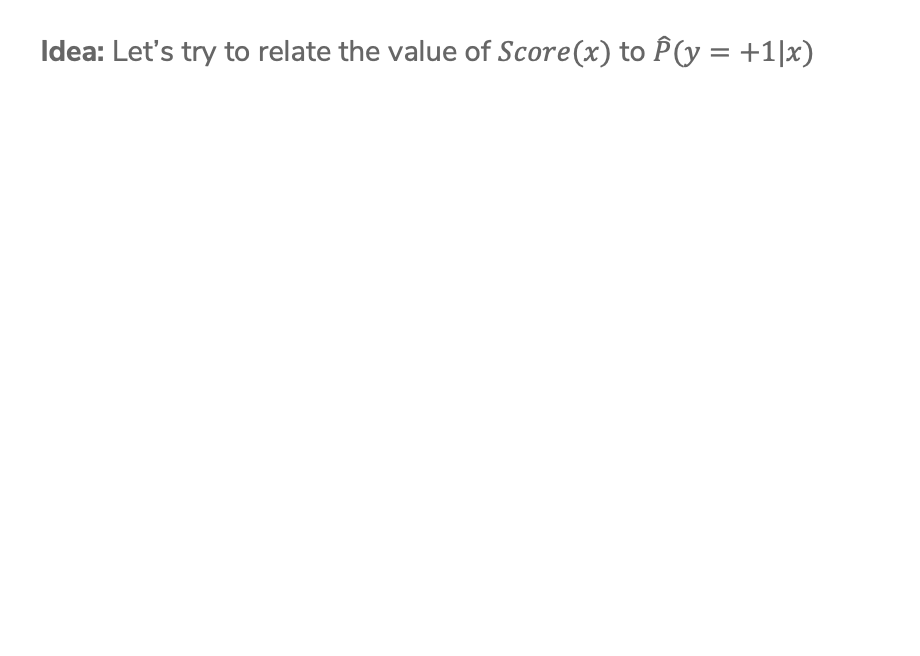 Idea: Let's try to relate the value of Score(x) to P̂(y = +1|x)